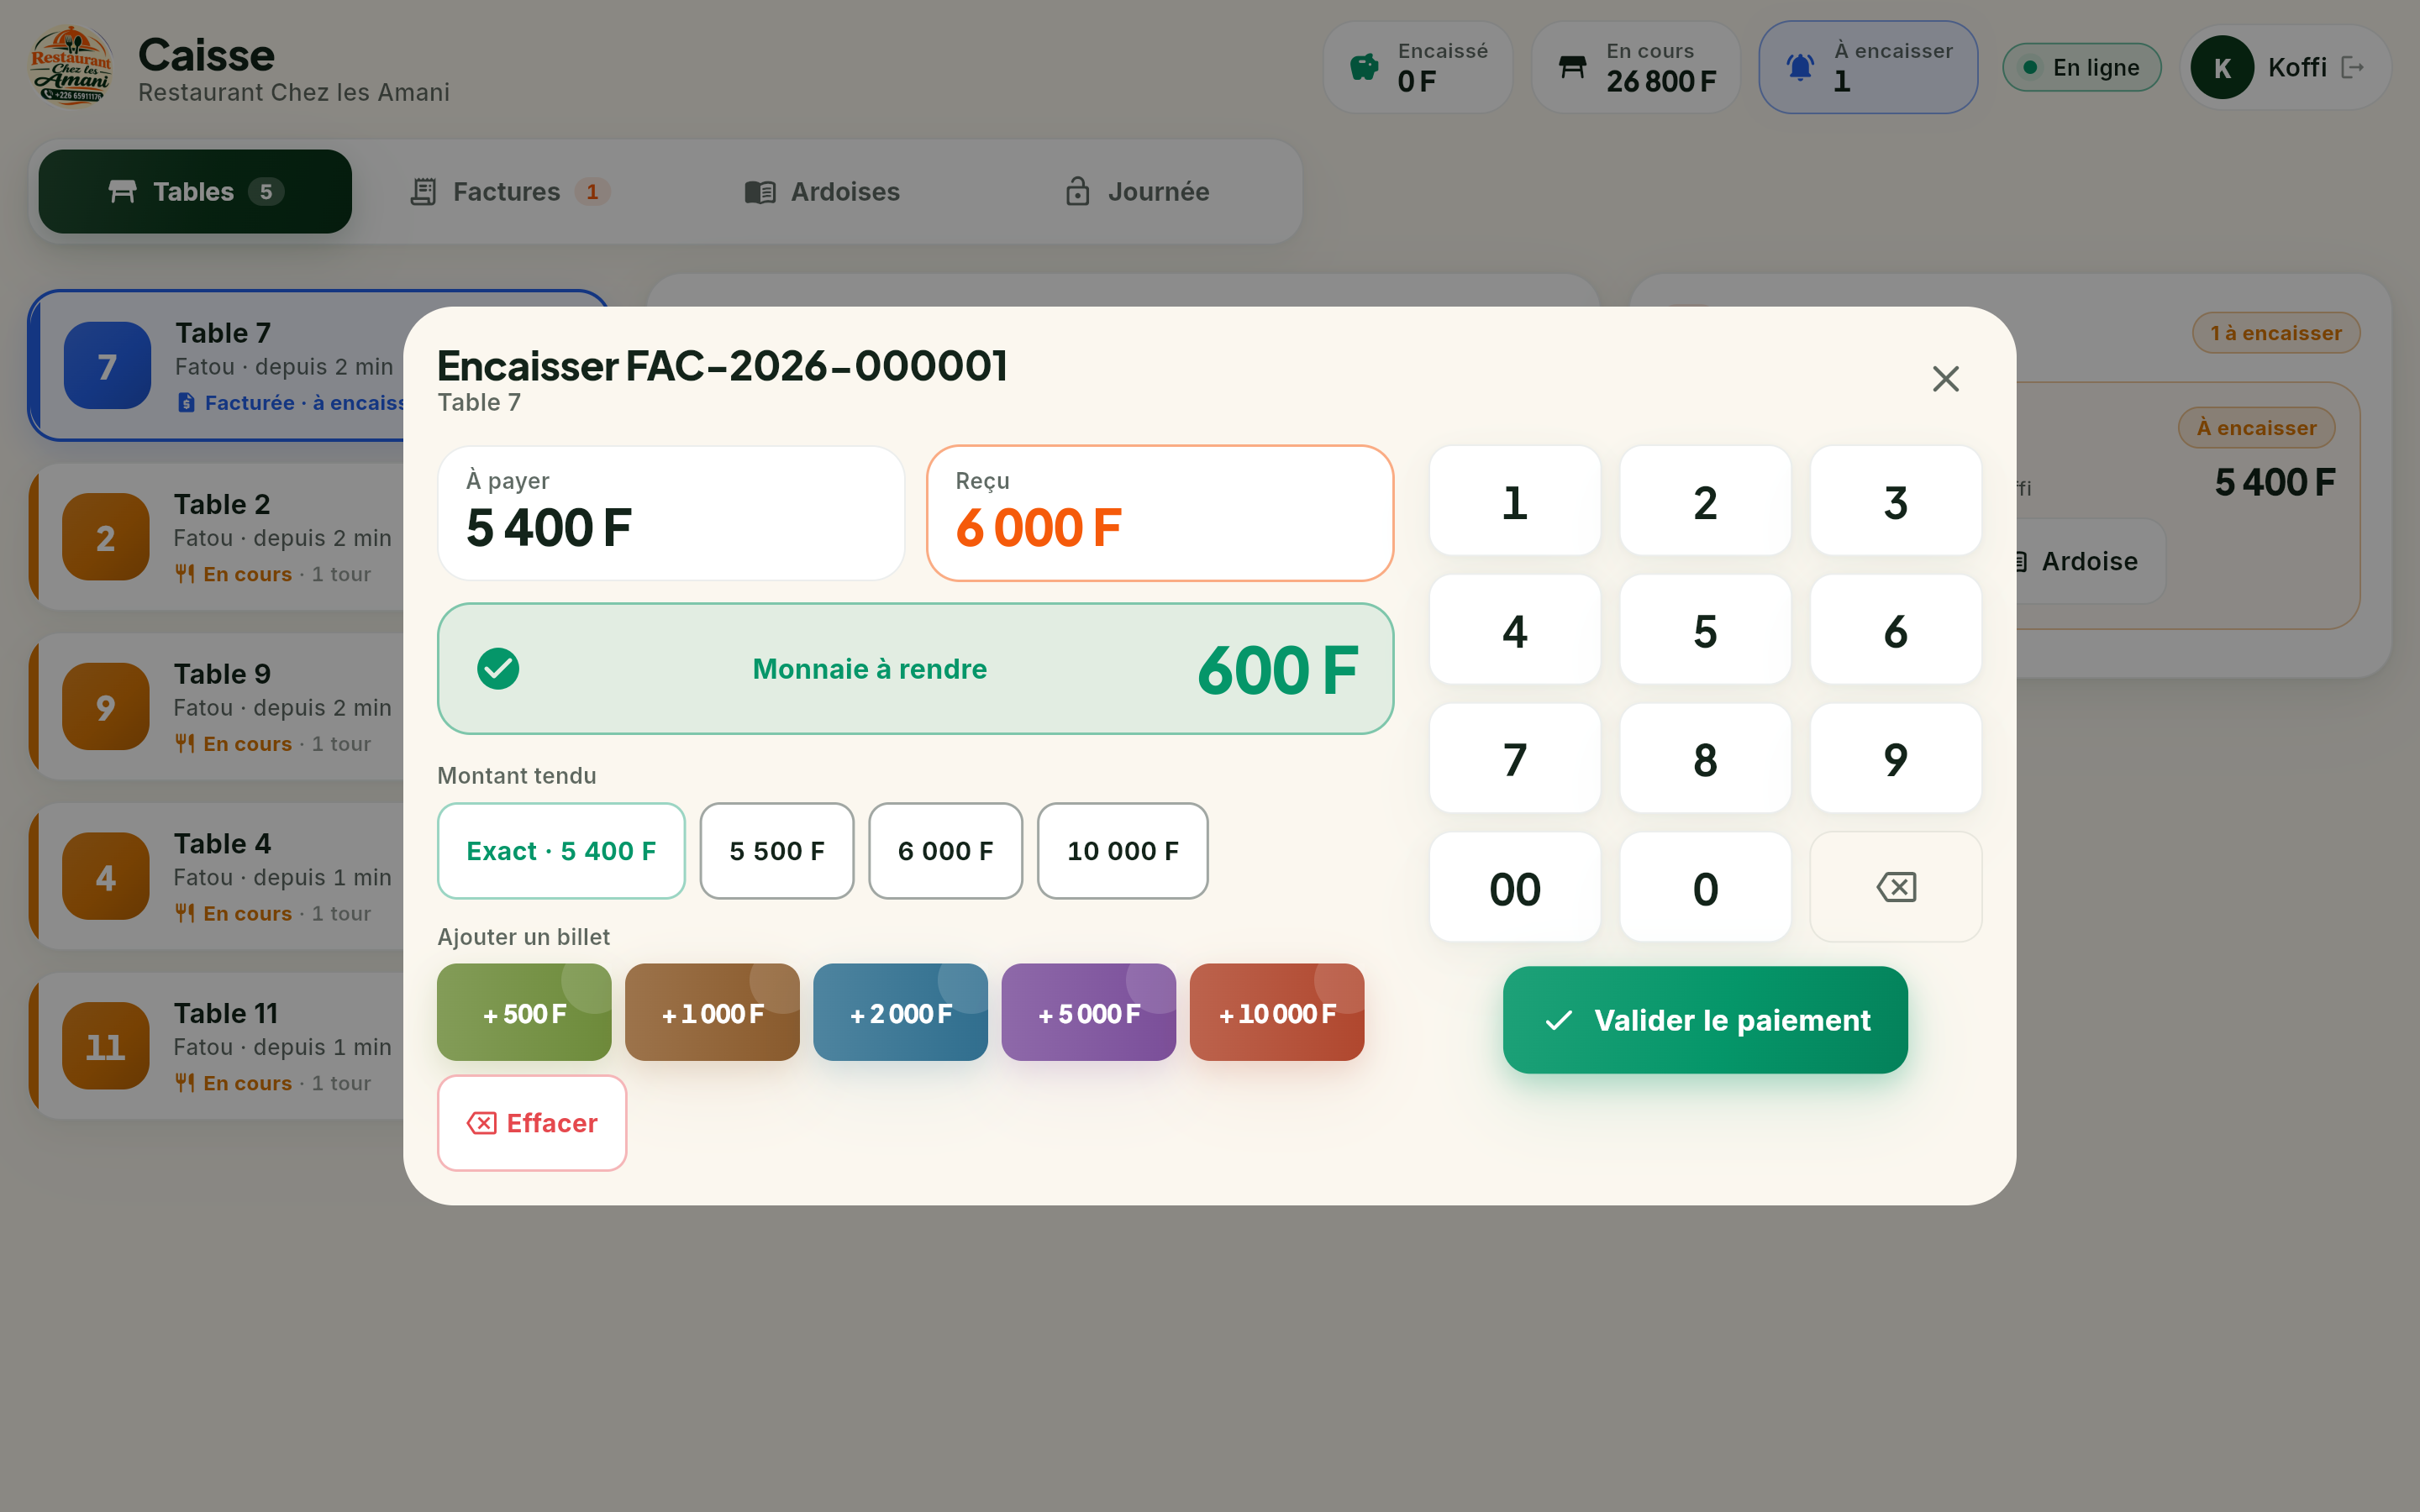 Restaurant
Chez les
Amani
Caisse
Restaurant Chez les Amani
Encaissé
0 F
En cours
26 800 F
À encaisser
1
En ligne
K
Koffi
Tables 5
Factures 1
Ardoises
Journée
7
Table 7
Fatou · depuis 2 min
Facturée · à encaiss
2
Table 2
Fatou · depuis 2 min
En cours · 1 tour
9
Table 9
Fatou · depuis 2 min
En cours · 1 tour
4
Table 4
Fatou · depuis 1 min
En cours · 1 tour
11
Table 11
Fatou · depuis 1 min
En cours · 1 tour
Encaisser FAC-2026-000001
Table 7
À payer
5 400 F
Reçu
6 000 F
Monnaie à rendre
600 F
Montant tendu
Exact · 5 400 F
5 500 F
6 000 F
10 000 F
Ajouter un billet
+ 500 F
+ 1 000 F
+ 2 000 F
+ 5 000 F
+ 10 000 F
Effacer
1 2 3
4 5 6
7 8 9
00 0
Valider le paiement
1 à encaisser
À encaisser
ffi
5 400 F
Ardoise